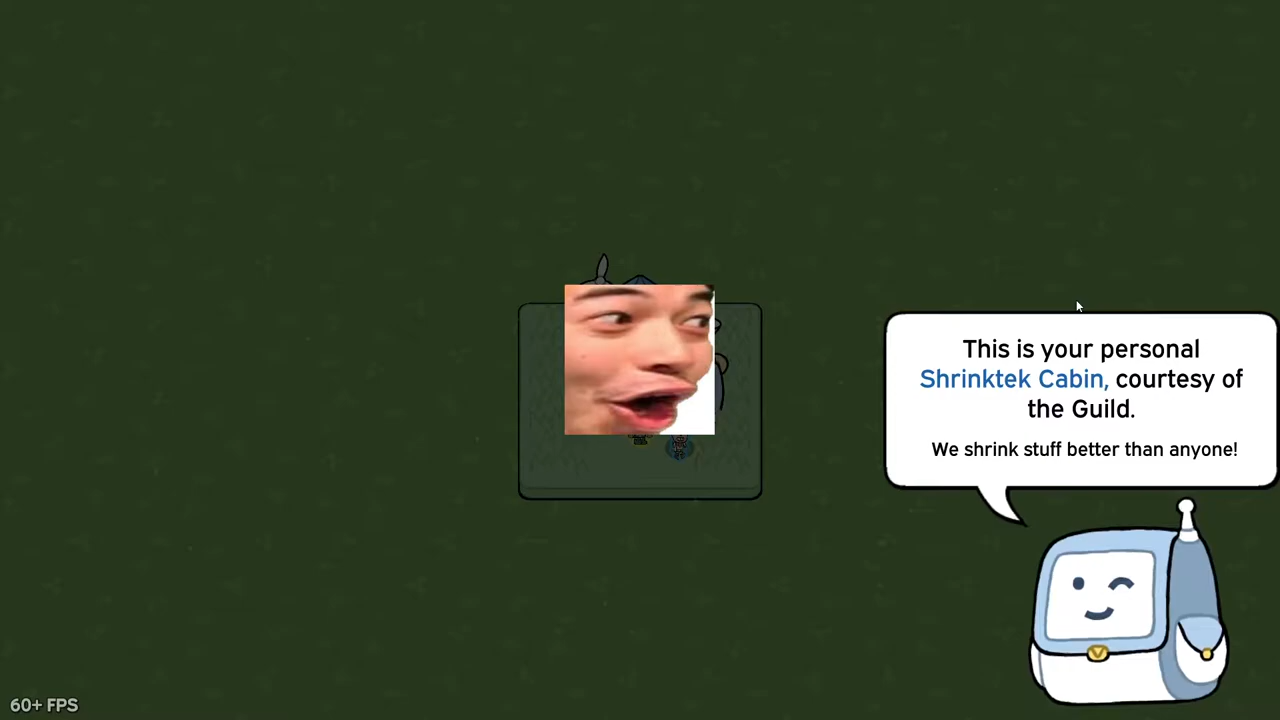 This is your personal
Shrinktek Cabin, courtesy of
the Guild.
We shrink stuff better than anyone!
60+ FPS